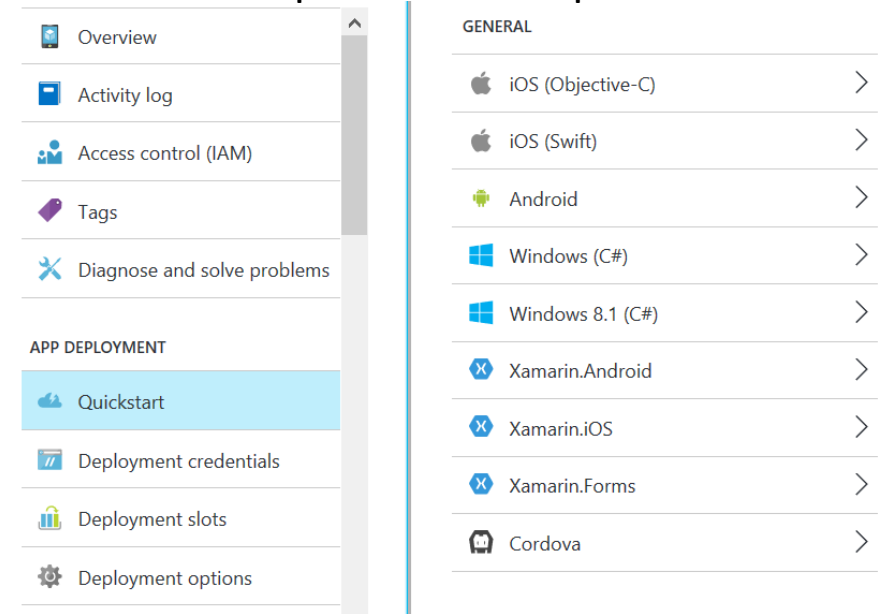 Overview
Activity log
Access control (IAM)
Tags
Diagnose and solve problems
APP DEPLOYMENT
Quickstart
Deployment credentials
Deployment slots
Deployment options
GENERAL
iOS (Objective-C)
iOS (Swift)
Android
Windows (C#)
Windows 8.1 (C#)
Xamarin.Android
Xamarin.iOS
Xamarin.Forms
Cordova